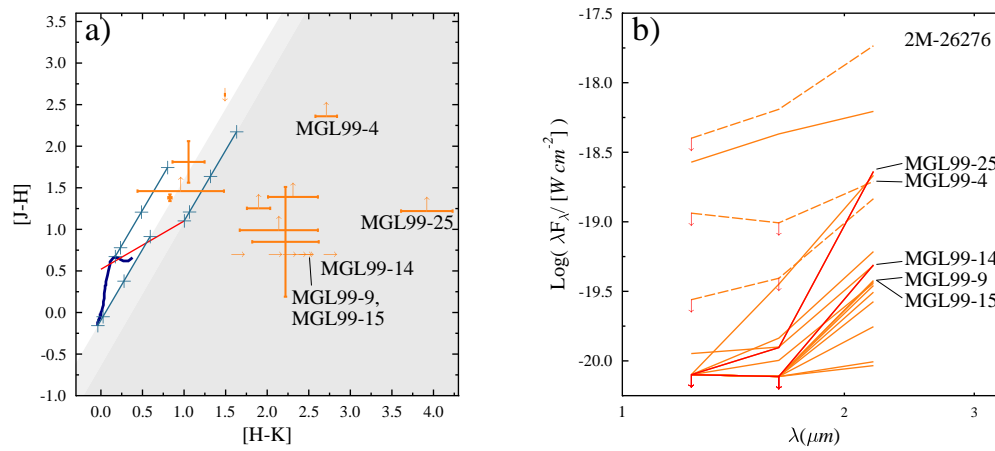 a)
3.5
3.0
2.5
2.0
1.5
1.0
0.5
0.0
-0.5
-1.0
[J-H]
MGL99-4
MGL99-25
MGL99-14
MGL99-9,
MGL99-15
0.0 0.5 1.0 1.5 2.0 2.5 3.0 3.5 4.0
[H-K]
b)
-17.5
-18.0
-18.5
-19.0
-19.5
-20.0
Log( λFλ/ [W cm⁻²] )
2M-26276
MGL99-25
MGL99-4
MGL99-14
MGL99-9
MGL99-15
1 2 3
λ(μm)